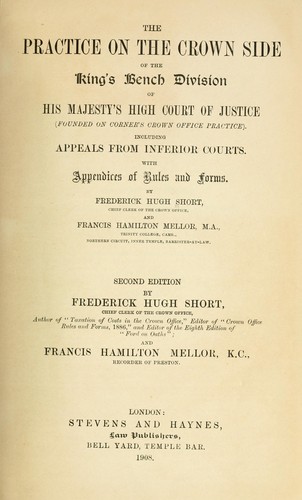 THE
PRACTICE ON THE CROWN SIDE
OF THE
King's Bench Division
OF
HIS MAJESTY'S HIGH COURT OF JUSTICE
(FOUNDED ON CORNER'S CROWN OFFICE PRACTICE).
INCLUDING
APPEALS FROM INFERIOR COURTS.
WITH
Appendices of Rules and Forms.
BY
FREDERICK HUGH SHORT,
CHIEF CLERK OF THE CROWN OFFICE,
AND
FRANCIS HAMILTON MELLOR, M.A.,
TRINITY COLLEGE, CAMB.,
NORTHERN CIRCUIT, INNER TEMPLE, BARRISTER-AT-LAW.
SECOND EDITION
BY
FREDERICK HUGH SHORT,
CHIEF CLERK OF THE CROWN OFFICE,
Author of "Taxation of Costs in the Crown Office," Editor of "Crown Office
Rules and Forms, 1886," and Editor of the Eighth Edition of
"Ford on Oaths";
AND
FRANCIS HAMILTON MELLOR, K.C.,
RECORDER OF PRESTON.
LONDON:
STEVENS AND HAYNES,
Law Publishers,
BELL YARD, TEMPLE BAR.
1908.